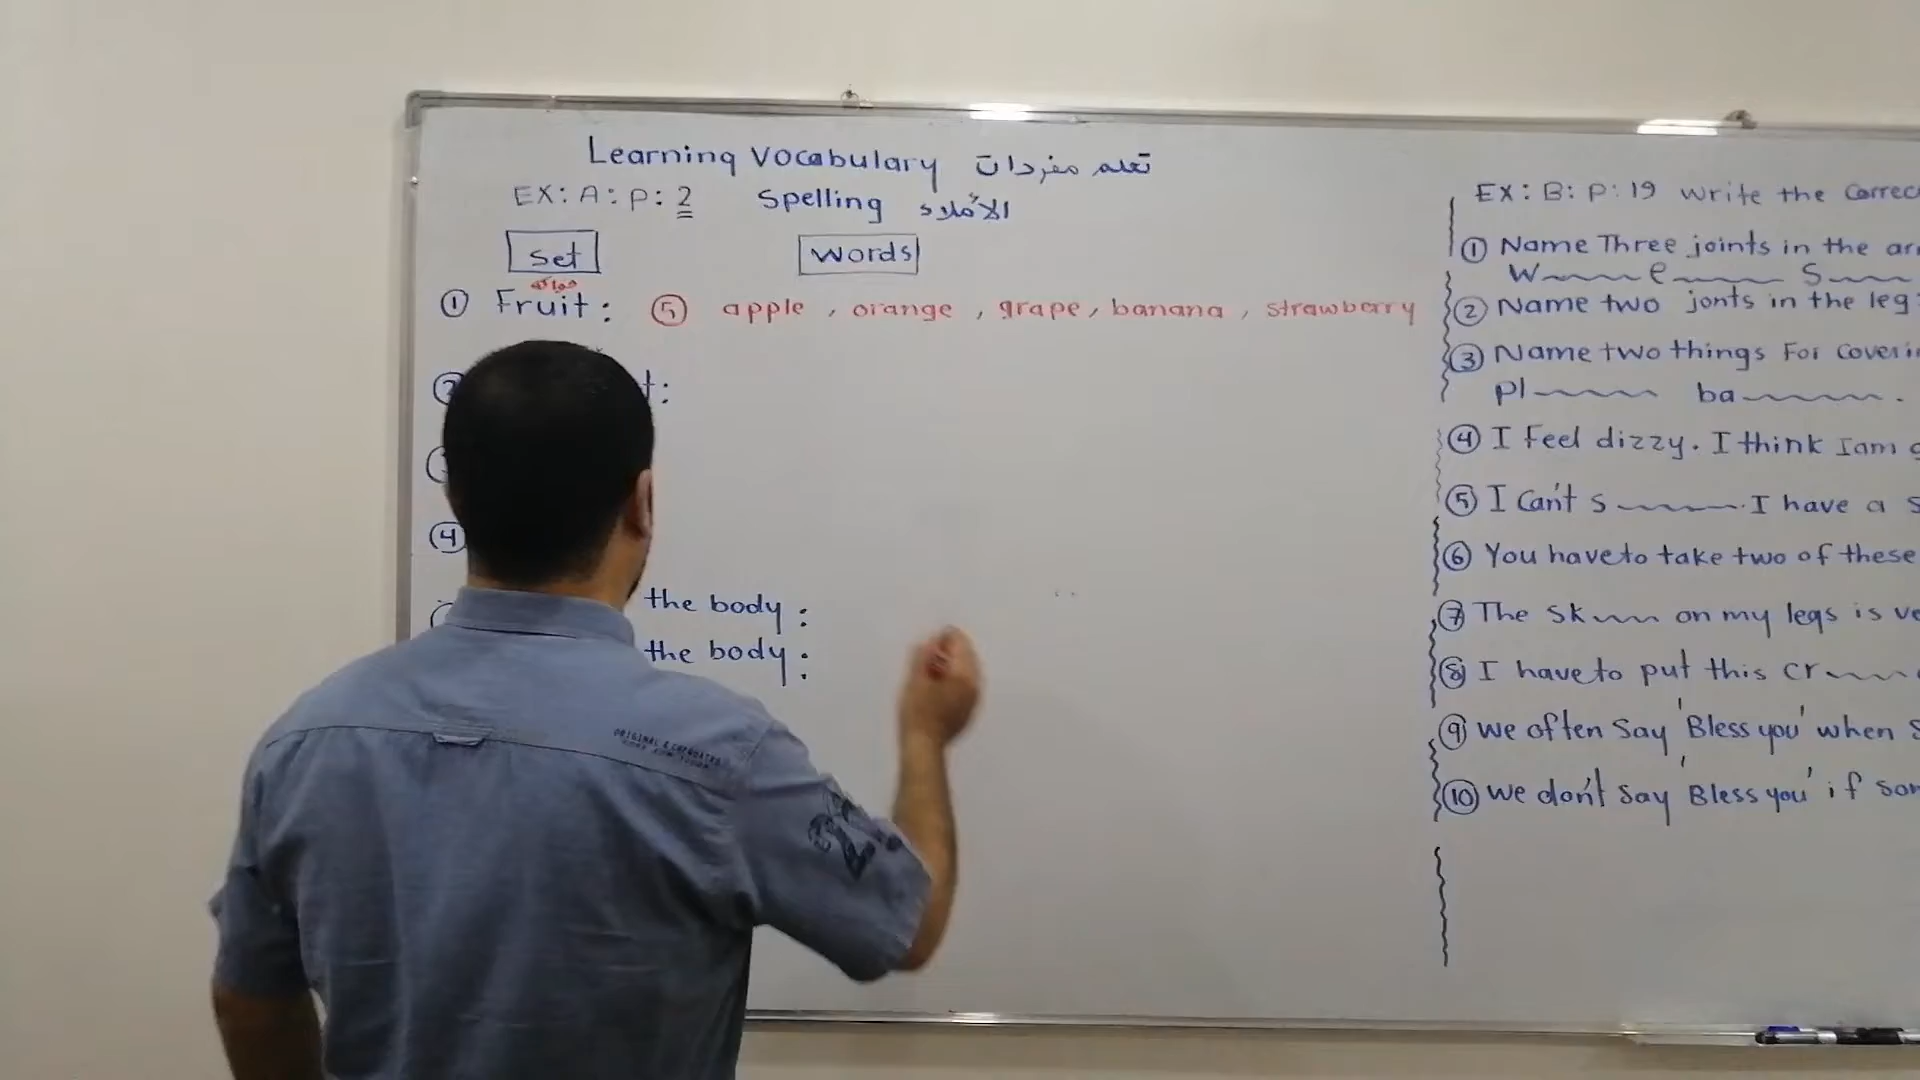 Learning Vocabulary تعلم مفردات
EX: A: P: 2 Spelling الأملاء
Set Words
فواكه
① Fruit: ⑤ apple , orange , grape , banana , strawberry
②
④
the body :
the body :
EX: B: P: 19 Write the Correc
① Name Three joints in the ar
W e S
② Name two jonts in the leg
③ Name two things For Coveri
pl ba .
④ I Feel dizzy. I think Iam
⑤ I Can't S . I have a S
⑥ You have to take two of these
⑦ The Sk on my legs is ve
⑧ I have to put this Cr
⑨ We often Say 'Bless you' when S
⑩ We don't Say 'Bless you' if Som
ORIGINAL